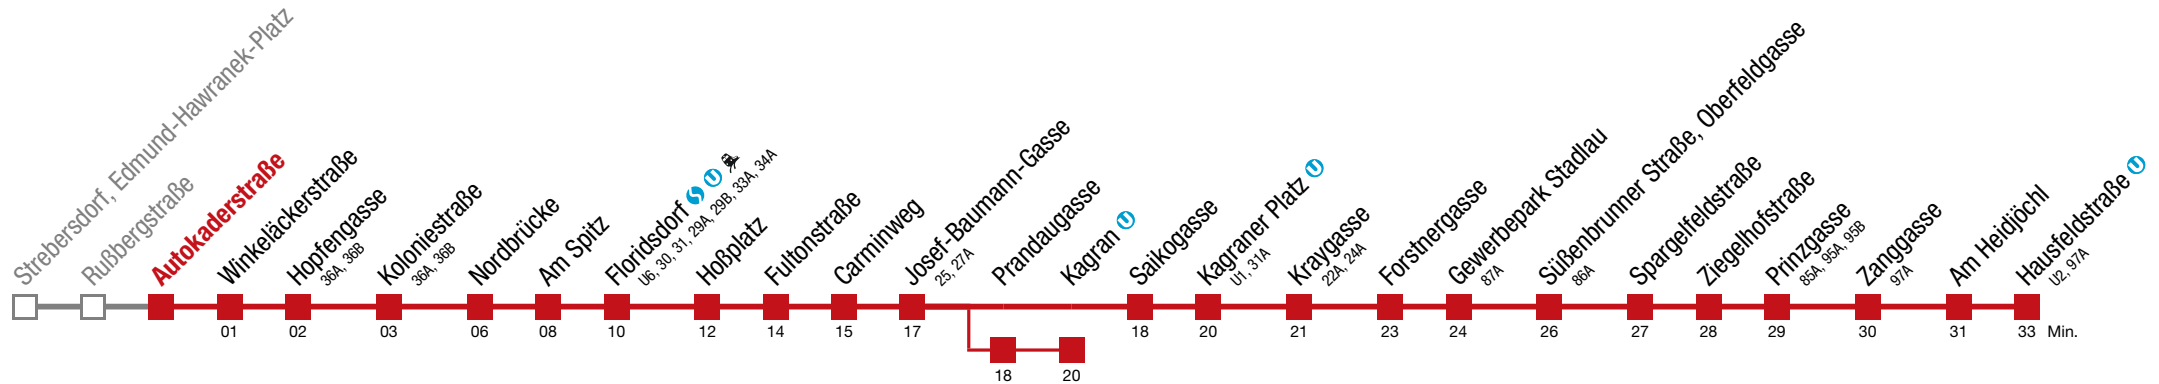 Strebersdorf, Edmund-Hawranek-Platz
Rußbergstraße
Autokaderstraße
Winkeläckerstraße
01
Hopfengasse
36A, 36B
02
Koloniestraße
36A, 36B
03
Nordbrücke
06
Am Spitz
08
Floridsdorf
U6, 30, 31, 29A, 29B, 33A, 34A
10
Hoßplatz
12
Fultonstraße
14
Carminweg
15
Josef-Baumann-Gasse
25, 27A
17
Prandaugasse
18
Kagran U
20
Saikogasse
18
Kagraner Platz U
U1, 31A
20
Kraygasse
22A, 24A
21
Forstnergasse
23
Gewerbepark Stadlau
87A
24
Süßenbrunner Straße, Oberfeldgasse
86A
26
Spargelfeldstraße
27
Ziegelhofstraße
28
Prinzgasse
85A, 95A, 95B
29
Zanggasse
97A
30
Am Heidjöchl
31
Hausfeldstraße U
U2, 97A
33 Min.